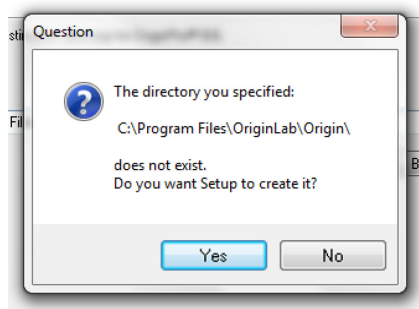 Question
The directory you specified:
C:\Program Files\OriginLab\Origin\
does not exist.
Do you want Setup to create it?
Yes
No